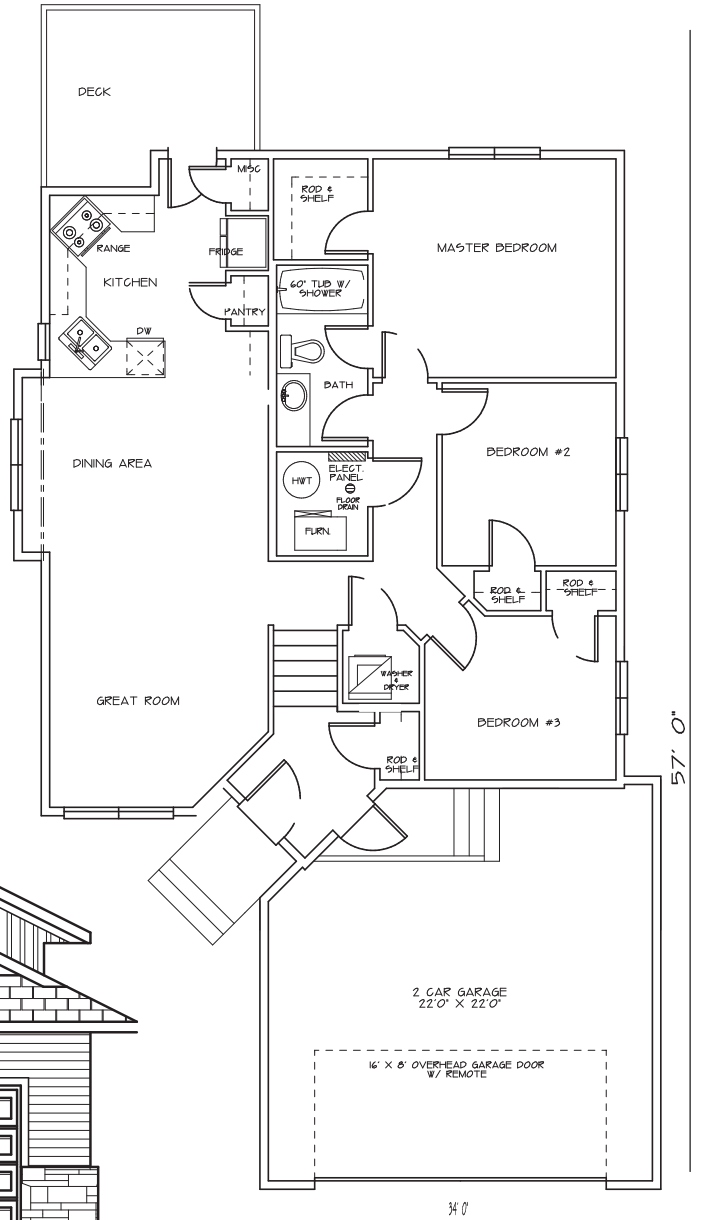 DECK
MISC
ROD &
SHELF
RANGE
FRIDGE
MASTER BEDROOM
KITCHEN
60" TUB W/
SHOWER
PANTRY
DW
BATH
DINING AREA
BEDROOM #2
ELECT.
PANEL
HWT
FLOOR
DRAIN
FURN.
ROD &
SHELF
ROD &
SHELF
WASHER
&
DRYER
GREAT ROOM
BEDROOM #3
ROD &
SHELF
57' 0"
2 CAR GARAGE
22'0" X 22'0"
16' X 8' OVERHEAD GARAGE DOOR
W/ REMOTE
34' 0"